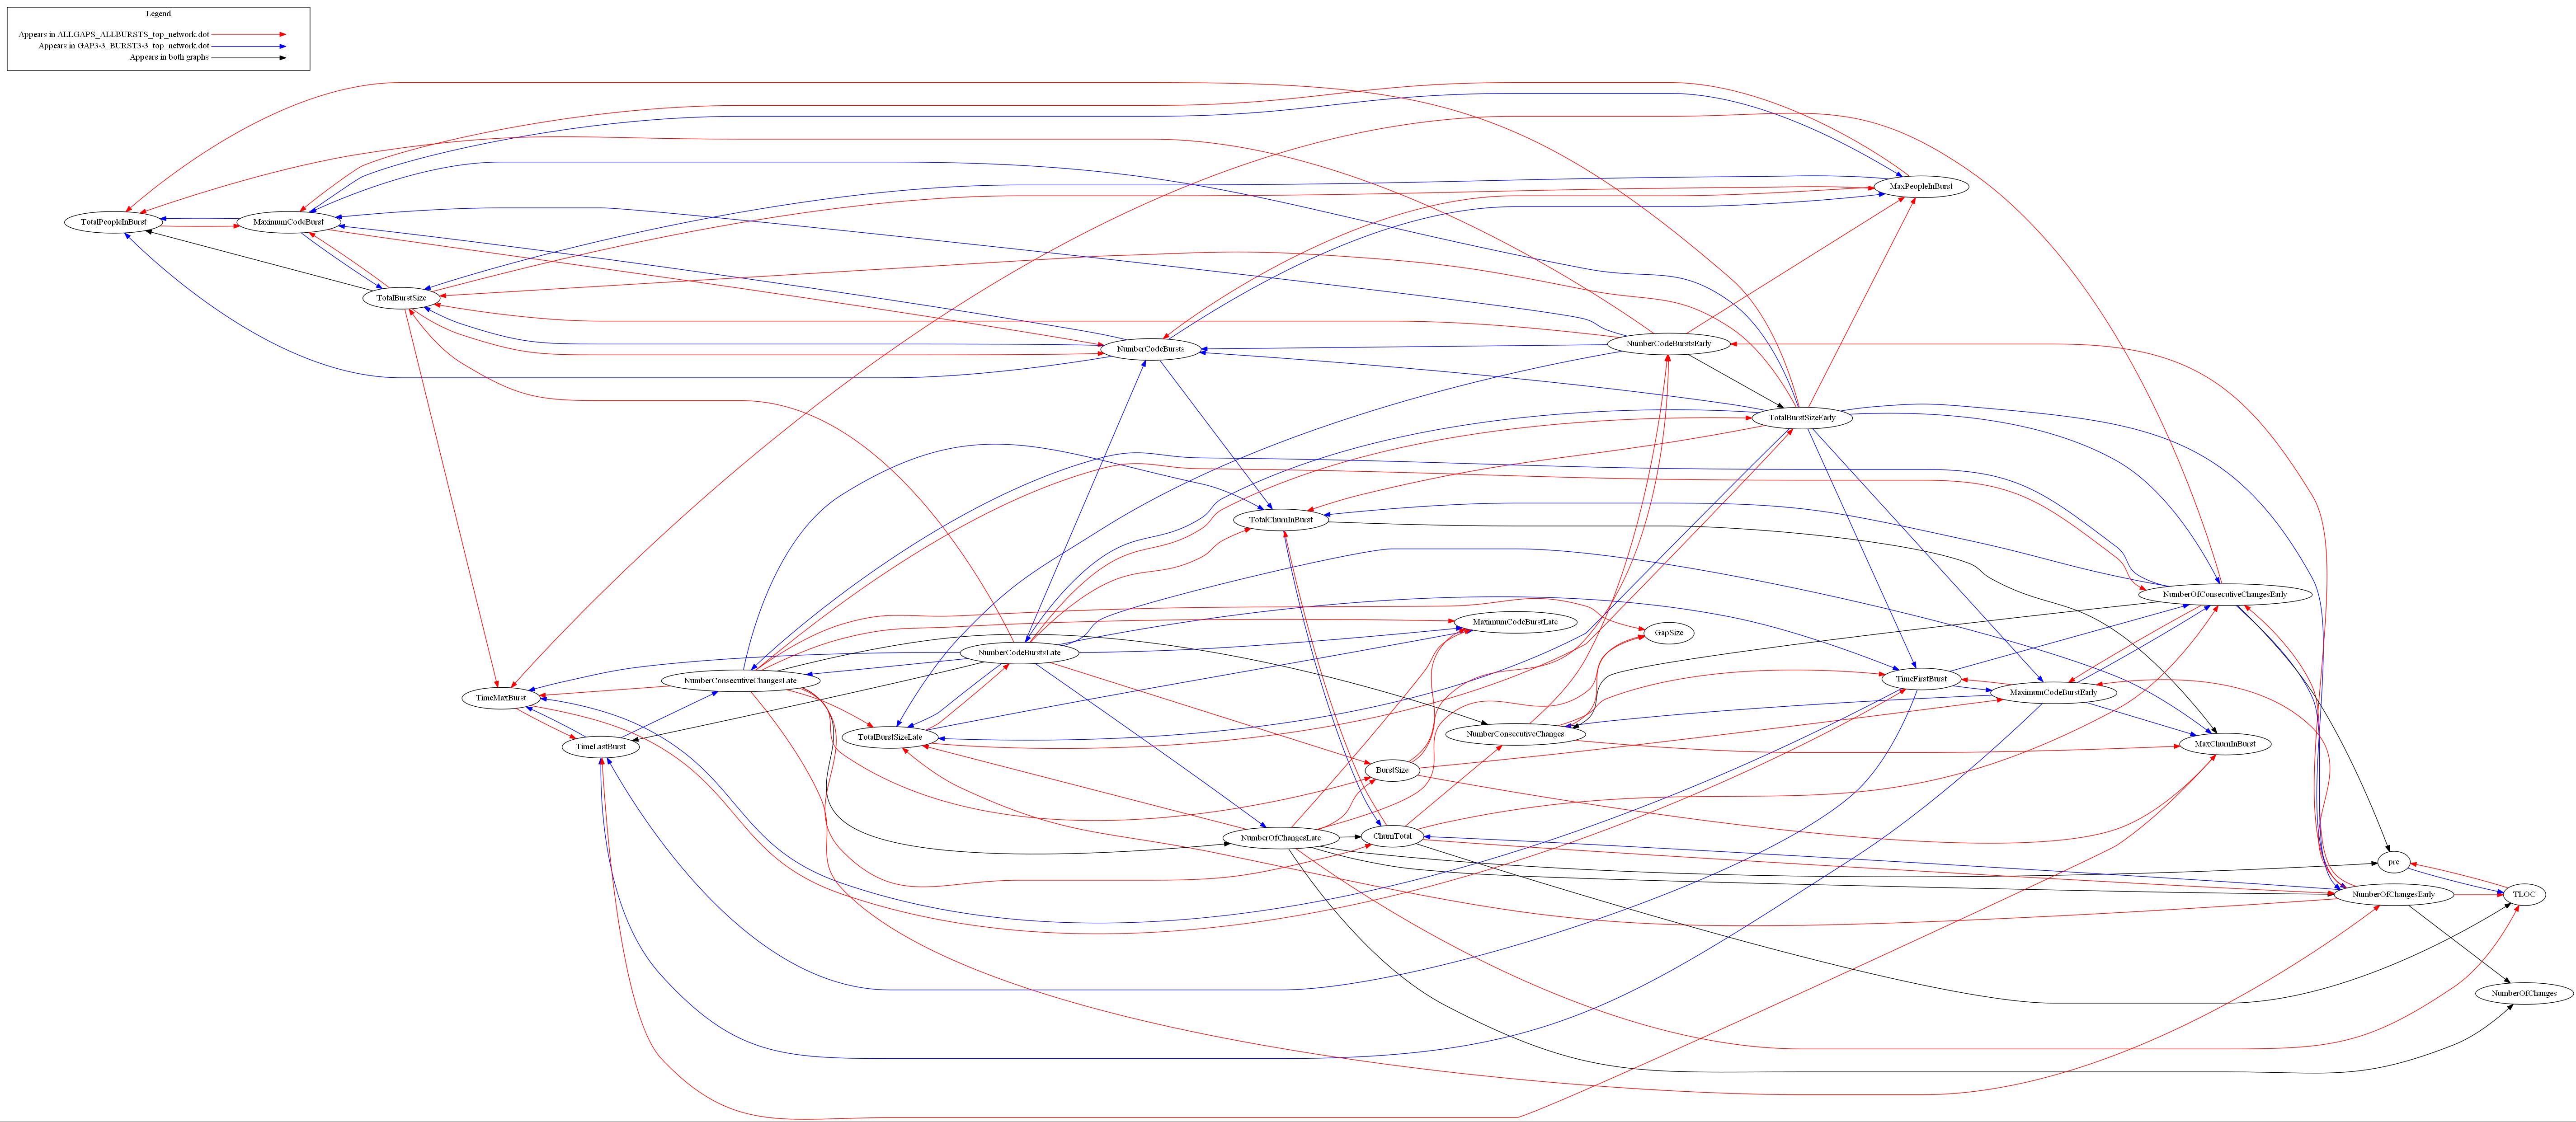 Legend
Appears in ALLGAPS_ALLBURSTS_top_network.dot
Appears in GAP3-3_BURST3-3_top_network.dot
Appears in both graphs
MaxPeopleInBurst
TotalPeopleInBurst
MaximumCodeBurst
TotalBurstSize
NumberCodeBursts
NumberCodeBurstsEarly
TotalBurstSizeEarly
TotalChurnInBurst
NumberOfConsecutiveChangesEarly
MaximumCodeBurstLate
GapSize
NumberCodeBurstsLate
NumberConsecutiveChangesLate
TimeFirstBurst
MaximumCodeBurstEarly
TimeMaxBurst
TotalBurstSizeLate
NumberConsecutiveChanges
TimeLastBurst
MaxChurnInBurst
BurstSize
NumberOfChangesLate
ChurnTotal
pre
NumberOfChangesEarly
TLOC
NumberOfChanges